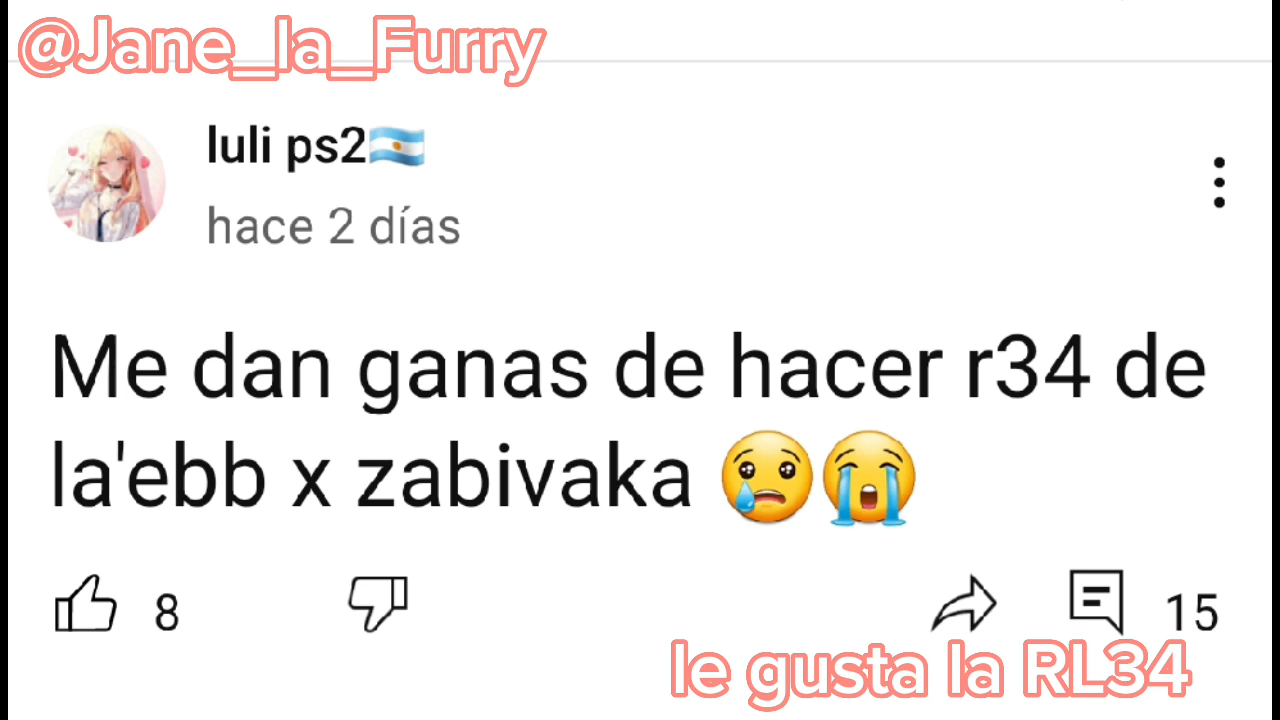 @Jane_la_Furry
luli ps2🇦🇷
hace 2 días
Me dan ganas de hacer r34 de
la'ebb x zabivaka 😢😭
8
15
le gusta la RL34